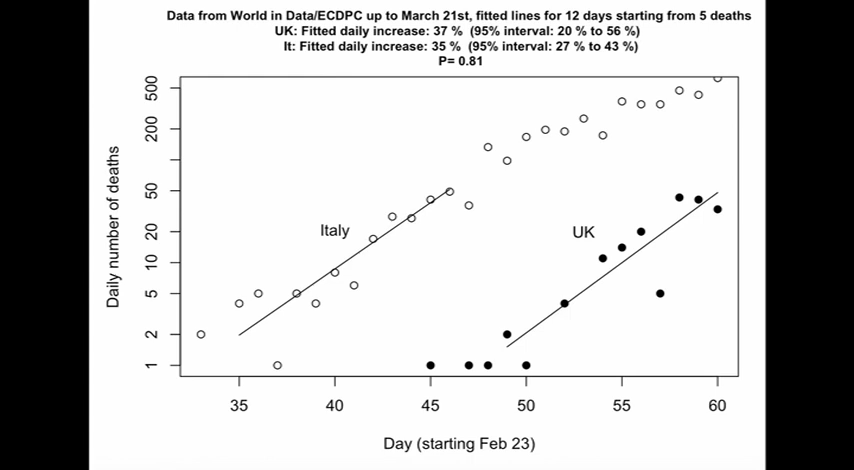 Data from World in Data/ECDPC up to March 21st, fitted lines for 12 days starting from 5 deaths
UK: Fitted daily increase: 37 % (95% interval: 20 % to 56 %)
It: Fitted daily increase: 35 % (95% interval: 27 % to 43 %)
P= 0.81
Daily number of deaths
500
200
50
20
10
5
2
1
Italy
UK
35
40
45
50
55
60
Day (starting Feb 23)